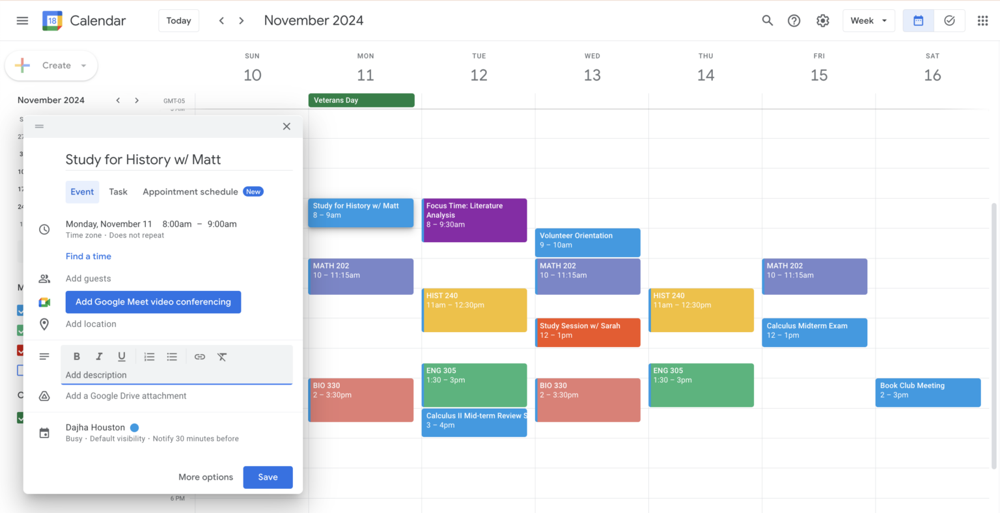 18 Calendar
Today
November 2024
Week
Create
SUN
10
MON
11
TUE
12
WED
13
THU
14
FRI
15
SAT
16
November 2024
GMT-05
Veterans Day
S
27
3
10
17
24
1
M
O
Study for History w/ Matt
Event
Task
Appointment schedule
New
Monday, November 11 8:00am – 9:00am
Time zone · Does not repeat
Find a time
Add guests
Add Google Meet video conferencing
Add location
B I U
Add description
Add a Google Drive attachment
Dajha Houston
Busy · Default visibility · Notify 30 minutes before
More options
Save
6 PM
Study for History w/ Matt
8 – 9am
MATH 202
10 – 11:15am
BIO 330
2 – 3:30pm
Focus Time: Literature
Analysis
8 – 9:30am
HIST 240
11am – 12:30pm
ENG 305
1:30 – 3pm
Calculus II Mid-term Review S
3 – 4pm
Volunteer Orientation
9 – 10am
MATH 202
10 – 11:15am
Study Session w/ Sarah
12 – 1pm
BIO 330
2 – 3:30pm
HIST 240
11am – 12:30pm
ENG 305
1:30 – 3pm
MATH 202
10 – 11:15am
Calculus Midterm Exam
12 – 1pm
Book Club Meeting
2 – 3pm